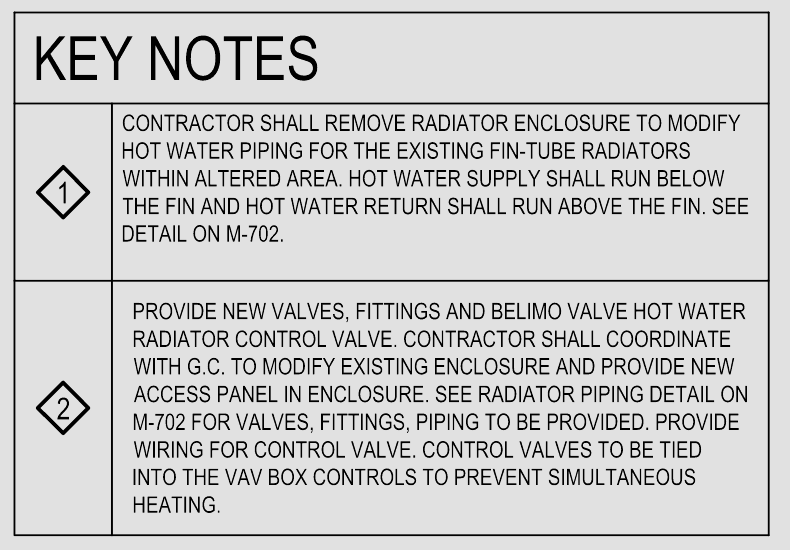 KEY NOTES
1
CONTRACTOR SHALL REMOVE RADIATOR ENCLOSURE TO MODIFY
HOT WATER PIPING FOR THE EXISTING FIN-TUBE RADIATORS
WITHIN ALTERED AREA. HOT WATER SUPPLY SHALL RUN BELOW
THE FIN AND HOT WATER RETURN SHALL RUN ABOVE THE FIN. SEE
DETAIL ON M-702.
2
PROVIDE NEW VALVES, FITTINGS AND BELIMO VALVE HOT WATER
RADIATOR CONTROL VALVE. CONTRACTOR SHALL COORDINATE
WITH G.C. TO MODIFY EXISTING ENCLOSURE AND PROVIDE NEW
ACCESS PANEL IN ENCLOSURE. SEE RADIATOR PIPING DETAIL ON
M-702 FOR VALVES, FITTINGS, PIPING TO BE PROVIDED. PROVIDE
WIRING FOR CONTROL VALVE. CONTROL VALVES TO BE TIED
INTO THE VAV BOX CONTROLS TO PREVENT SIMULTANEOUS
HEATING.